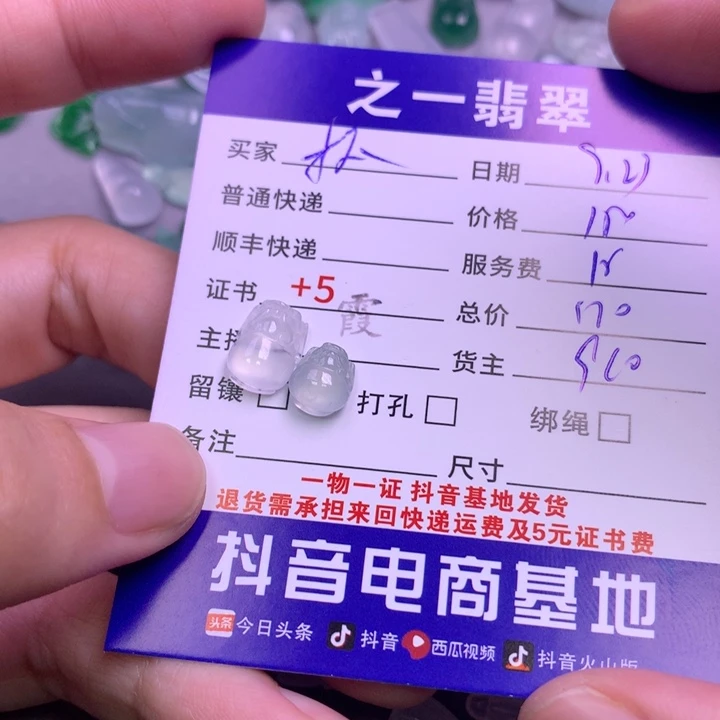 之一翡翠
买家 日期
普通快递 价格
顺丰快递 服务费
证书 +5 霞 总价
主播 货主
留镶 打孔 绑绳
备注 尺寸
一物一证 抖音基地发货
退货需承担来回快递运费及5元证书费
抖音电商基地
头条 今日头条 抖音 西瓜视频 抖音火山版